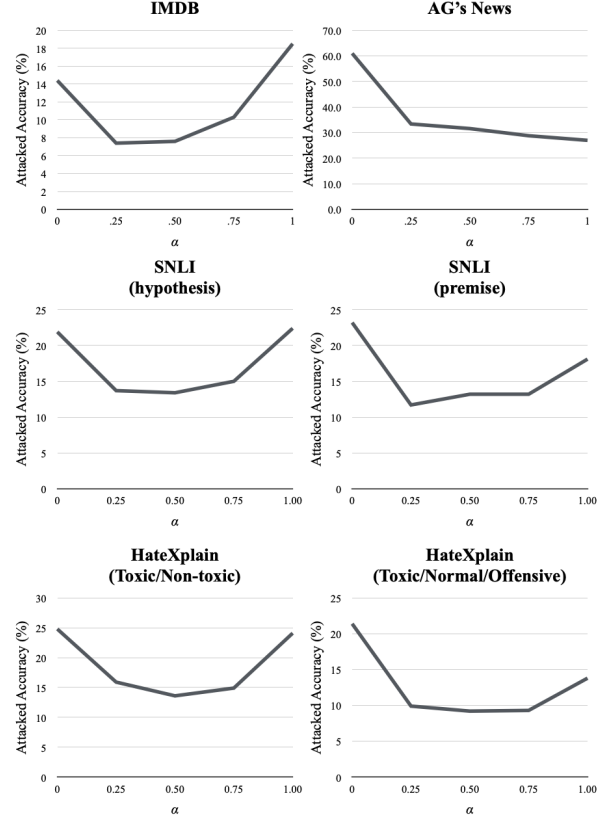 IMDB
Attacked Accuracy (%)
20
18
16
14
12
10
8
6
4
2
0
0 .25 .50 .75 1
α
AG's News
Attacked Accuracy (%)
70.0
60.0
50.0
40.0
30.0
20.0
10.0
0.0
0 .25 .50 .75 1
α
SNLI
(hypothesis)
Attacked Accuracy (%)
25
20
15
10
5
0
0 0.25 0.50 0.75 1.00
α
SNLI
(premise)
Attacked Accuracy (%)
25
20
15
10
5
0
0 0.25 0.50 0.75 1.00
α
HateXplain
(Toxic/Non-toxic)
Attacked Accuracy (%)
30
25
20
15
10
5
0
0 0.25 0.50 0.75 1.00
α
HateXplain
(Toxic/Normal/Offensive)
Attacked Accuracy (%)
25
20
15
10
5
0
0 0.25 0.50 0.75 1.00
α